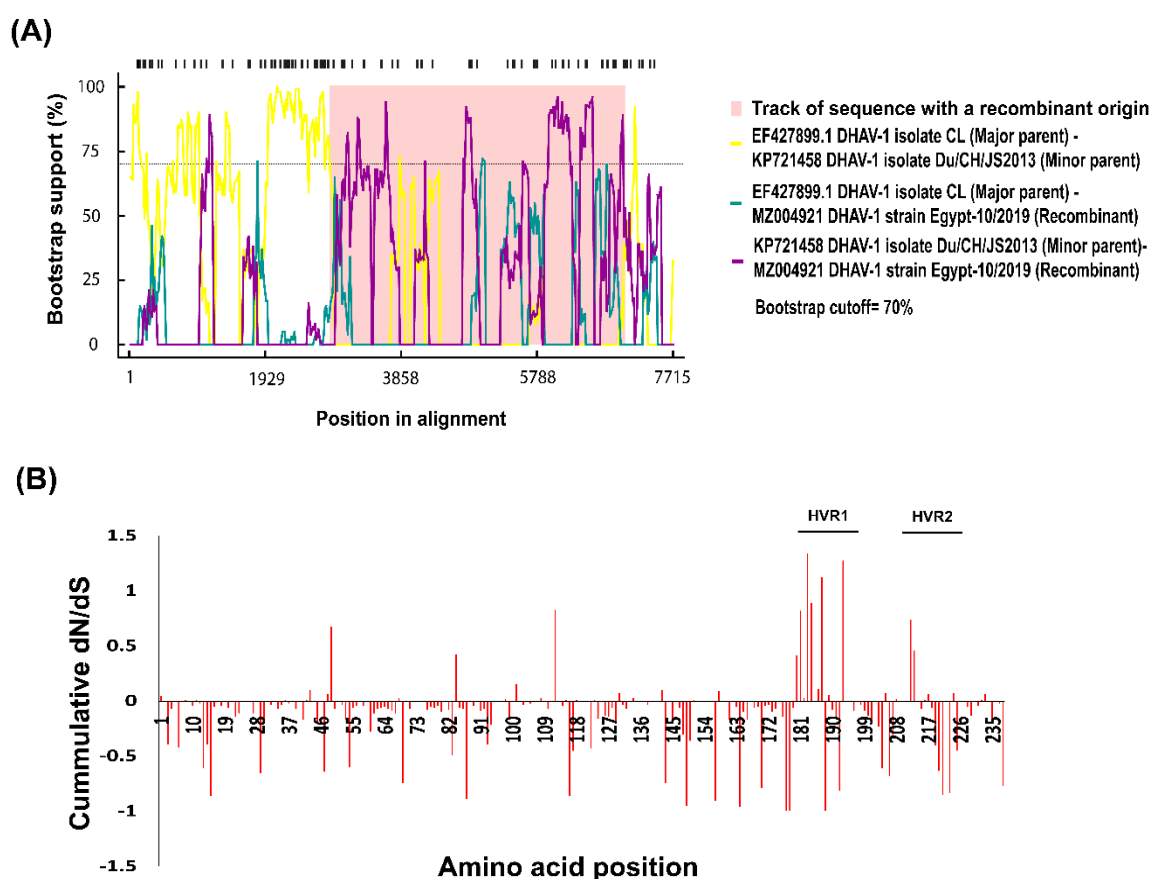 (A)
Bootstrap support (%)
100
75
50
25
0
1
1929
3858
5788
7715
Position in alignment
Track of sequence with a recombinant origin
EF427899.1 DHAV-1 isolate CL (Major parent) -
KP721458 DHAV-1 isolate Du/CH/JS2013 (Minor parent)
EF427899.1 DHAV-1 isolate CL (Major parent) -
MZ004921 DHAV-1 strain Egypt-10/2019 (Recombinant)
KP721458 DHAV-1 isolate Du/CH/JS2013 (Minor parent)-
MZ004921 DHAV-1 strain Egypt-10/2019 (Recombinant)
Bootstrap cutoff= 70%
(B)
HVR1
HVR2
Cummulative dN/dS
1.5
1
0.5
0
-0.5
-1
-1.5
1
10
19
28
37
46
55
64
73
82
91
100
109
118
127
136
145
154
163
172
181
190
199
208
217
226
235
Amino acid position